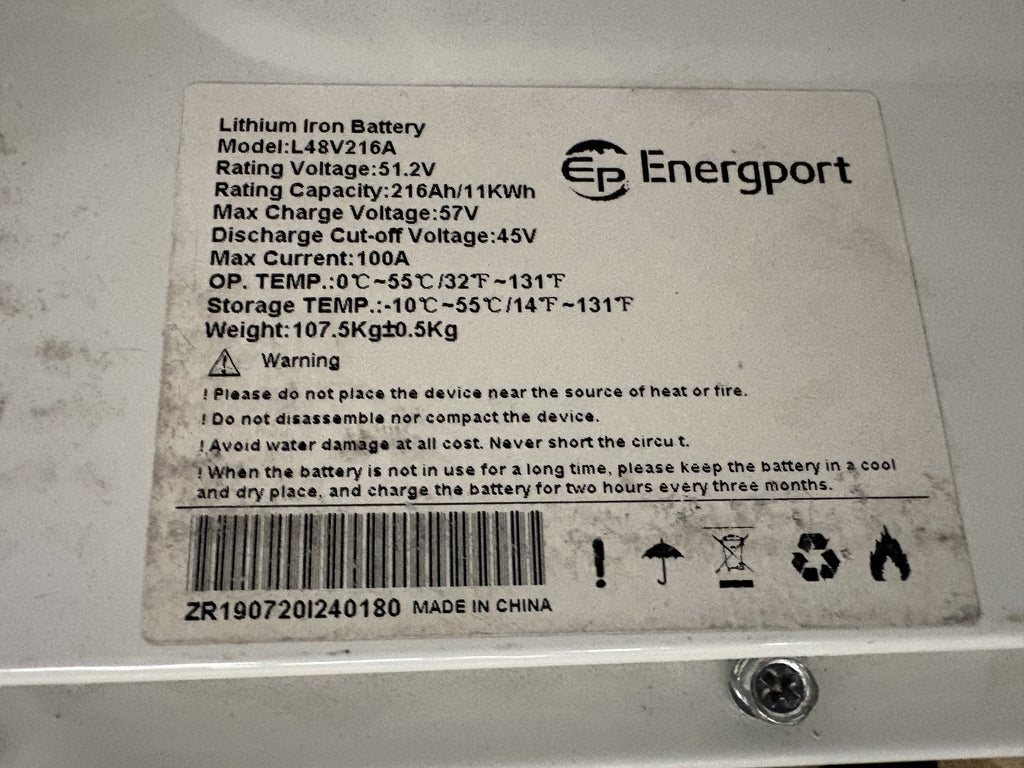 Lithium Iron Battery
Model:L48V216A
Rating Voltage:51.2V
Rating Capacity:216Ah/11KWh
Max Charge Voltage:57V
Discharge Cut-off Voltage:45V
Max Current:100A
OP. TEMP.:0℃~55℃/32℉~131℉
Storage TEMP.:-10℃~55℃/14℉~131℉
Weight:107.5Kg±0.5Kg
EP Energport
Warning
! Please do not place the device near the source of heat or fire.
! Do not disassemble nor compact the device.
! Avoid water damage at all cost. Never short the circu t.
! When the battery is not in use for a long time, please keep the battery in a cool
and dry place, and charge the battery for two hours every three months.
ZR190720I240180 MADE IN CHINA